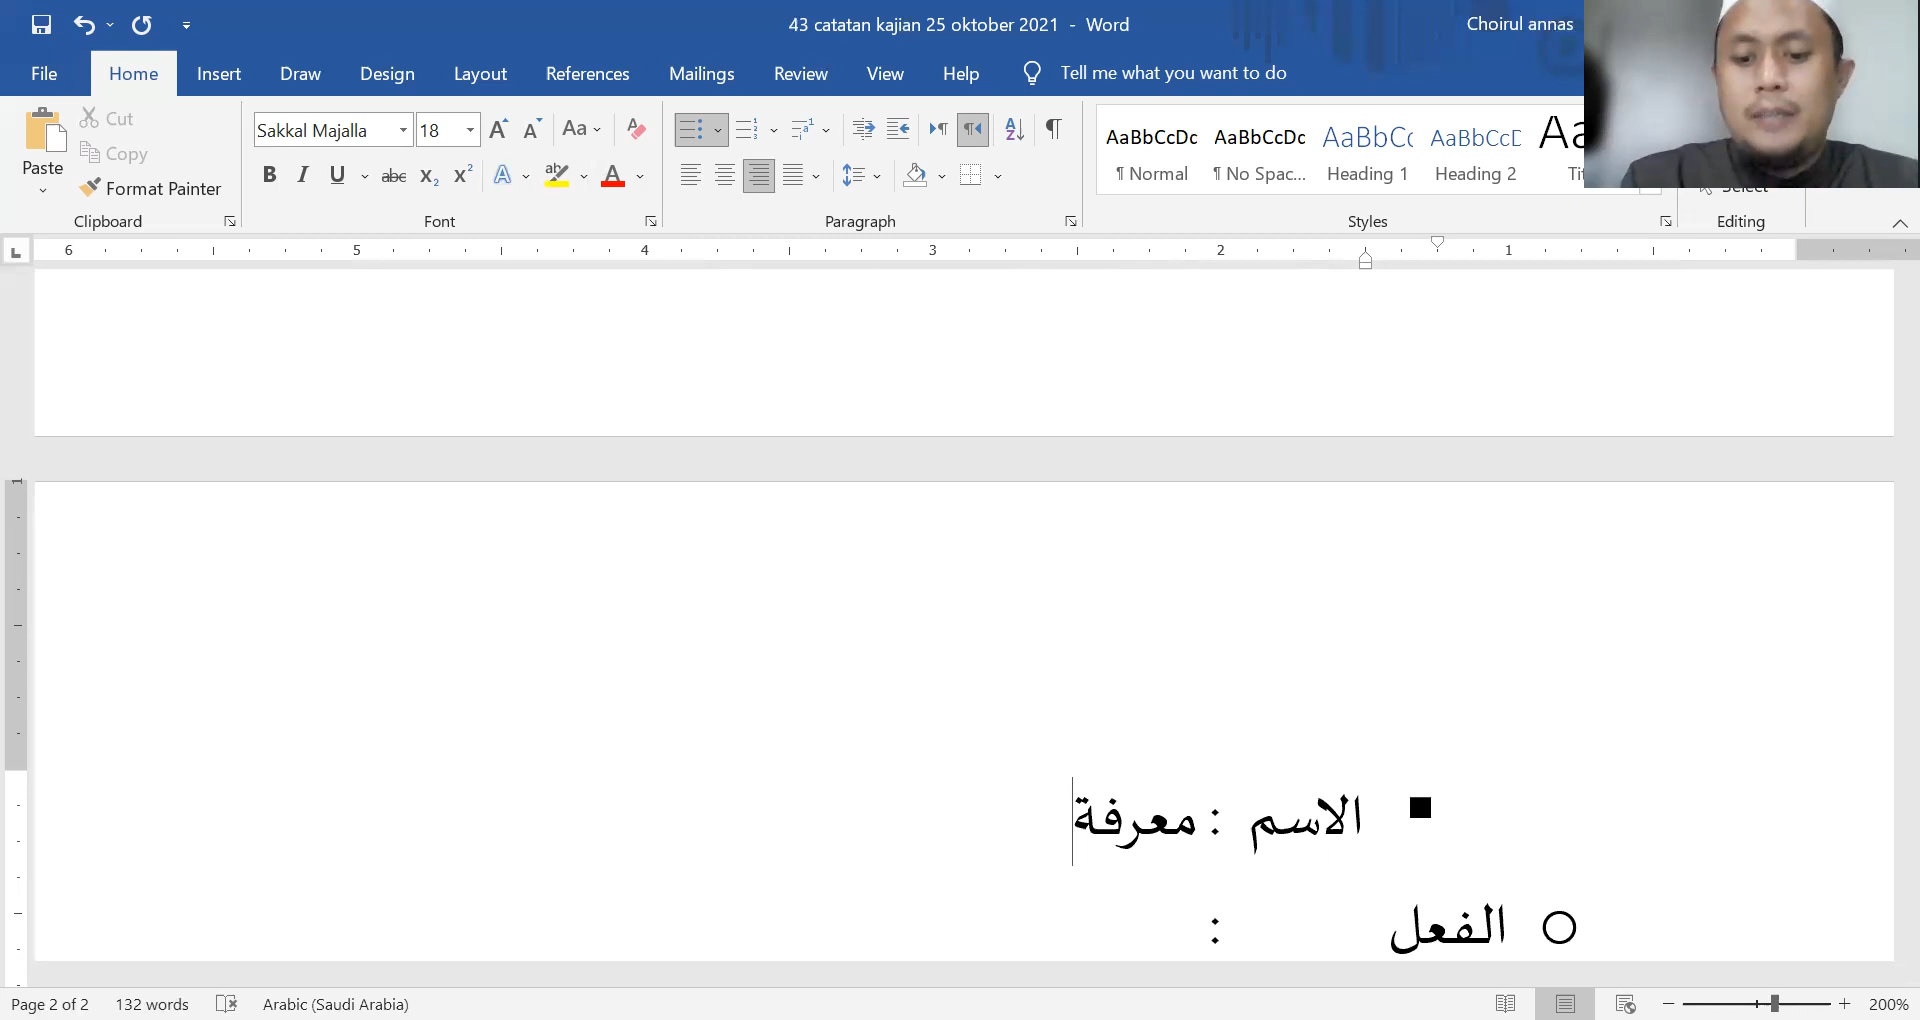 43 catatan kajian 25 oktober 2021 - Word
Choirul annas
File Home Insert Draw Design Layout References Mailings Review View Help Tell me what you want to do
Paste
Cut
Copy
Format Painter
Clipboard
Sakkal Majalla 18
Font
Paragraph
AaBbCcDc AaBbCcDc AaBbCc AaBbCcD
¶ Normal ¶ No Spac... Heading 1 Heading 2
Styles
Select
Editing
6 5 4 3 2 1
1
الاسم : معرفة
الفعل :
Page 2 of 2 132 words Arabic (Saudi Arabia) 200%